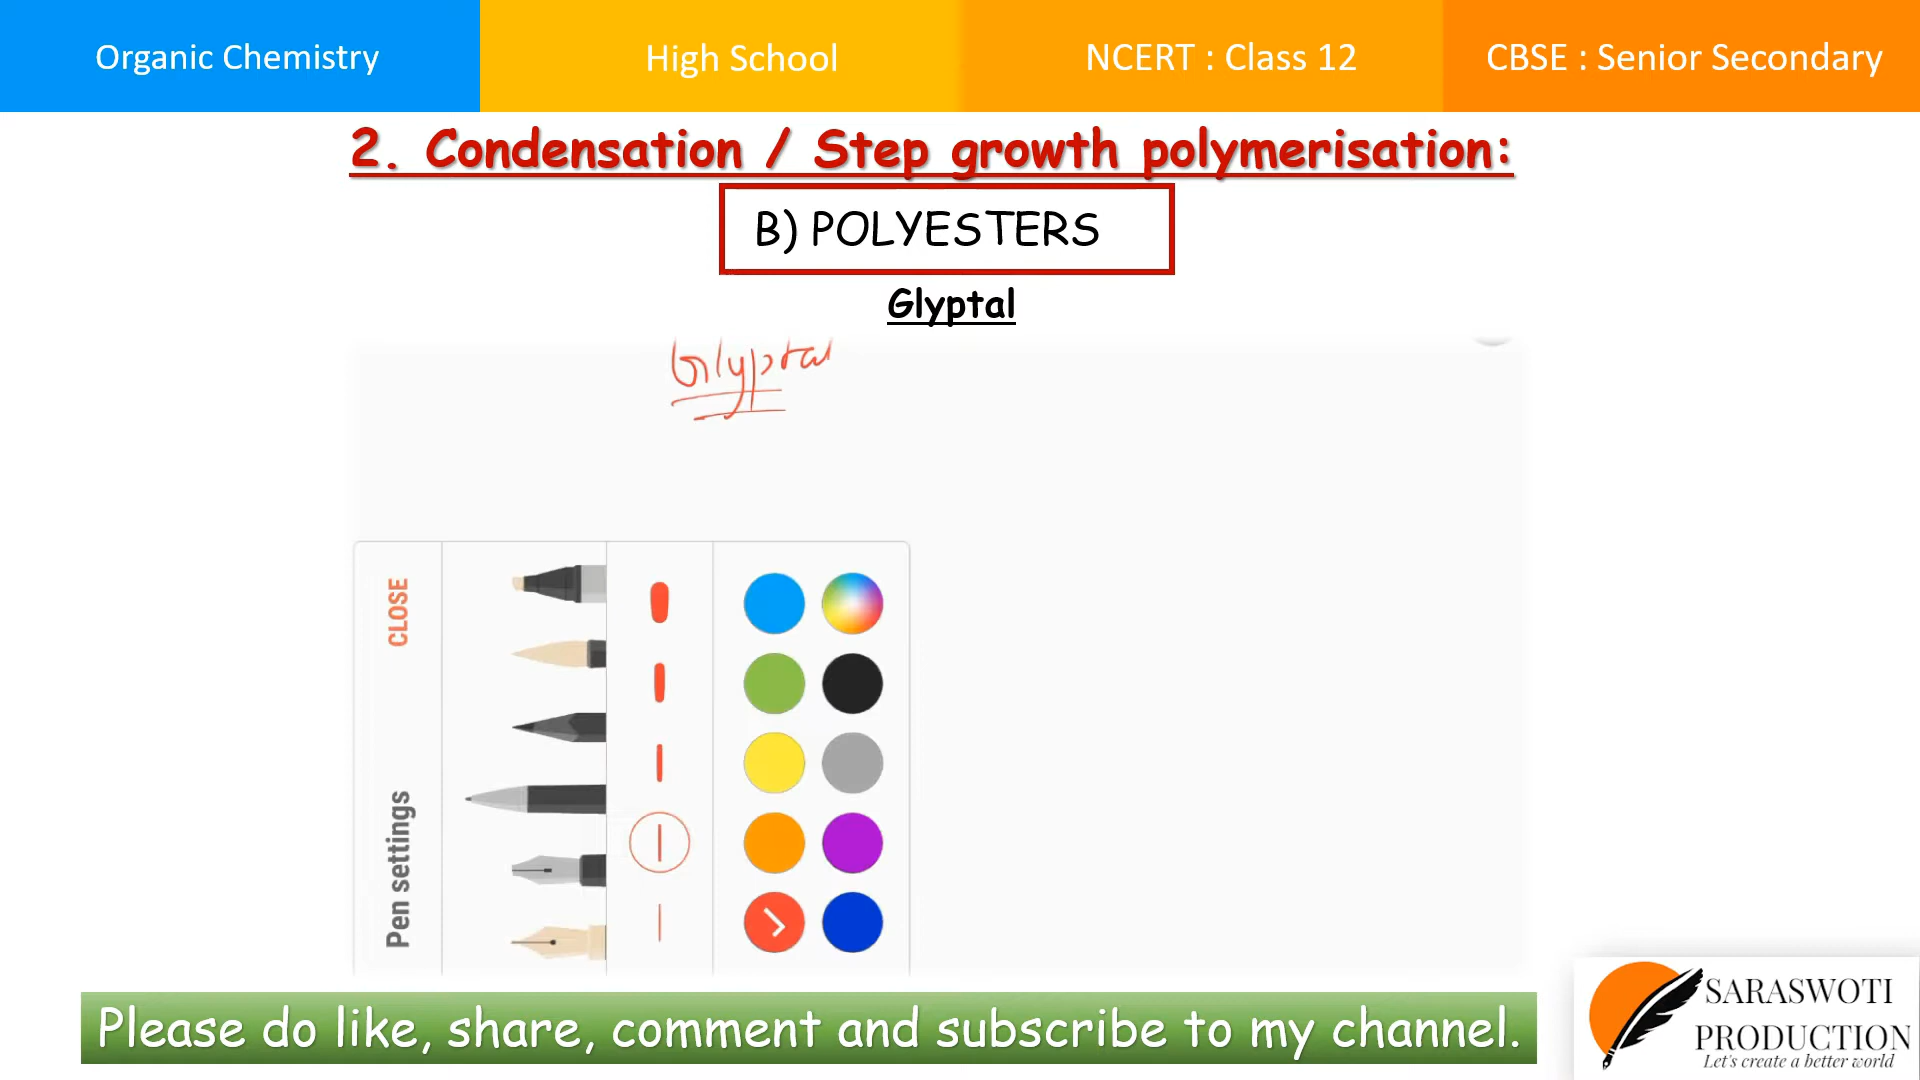 Organic Chemistry
High School
NCERT : Class 12
CBSE : Senior Secondary
2. Condensation / Step growth polymerisation:
B) POLYESTERS
Glyptal
Glyptal
CLOSE
Pen settings
Please do like, share, comment and subscribe to my channel.
SARASWOTI
PRODUCTION
Let's create a better world